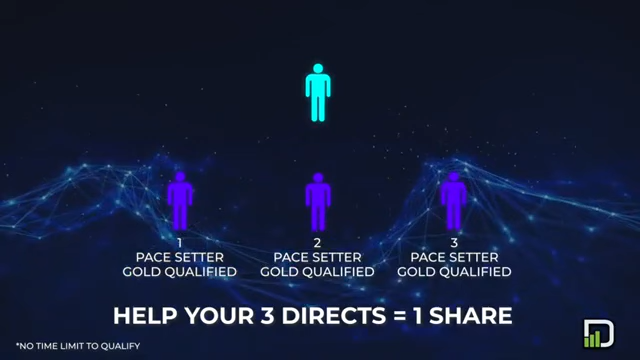 1
PACE SETTER
GOLD QUALIFIED
2
PACE SETTER
GOLD QUALIFIED
3
PACE SETTER
GOLD QUALIFIED
HELP YOUR 3 DIRECTS = 1 SHARE
*NO TIME LIMIT TO QUALIFY